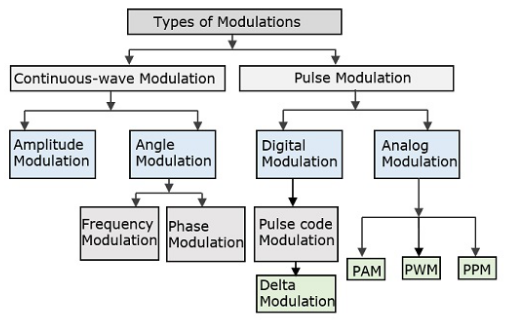 Types of Modulations
Continuous-wave Modulation
Pulse Modulation
Amplitude
Modulation
Angle
Modulation
Digital
Modulation
Analog
Modulation
Frequency
Modulation
Phase
Modulation
Pulse code
Modulation
PAM
PWM
PPM
Delta
Modulation